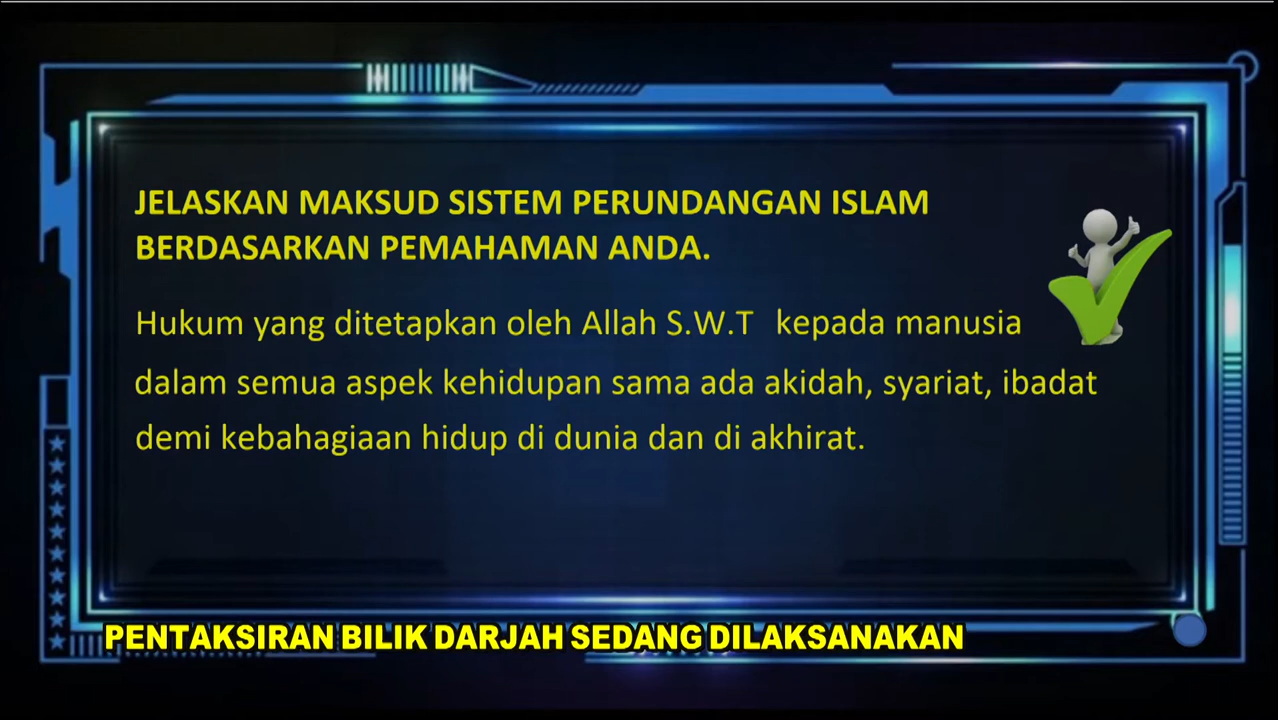 JELASKAN MAKSUD SISTEM PERUNDANGAN ISLAM
BERDASARKAN PEMAHAMAN ANDA.
Hukum yang ditetapkan oleh Allah S.W.T kepada manusia
dalam semua aspek kehidupan sama ada akidah, syariat, ibadat
demi kebahagiaan hidup di dunia dan di akhirat.
PENTAKSIRAN BILIK DARJAH SEDANG DILAKSANAKAN